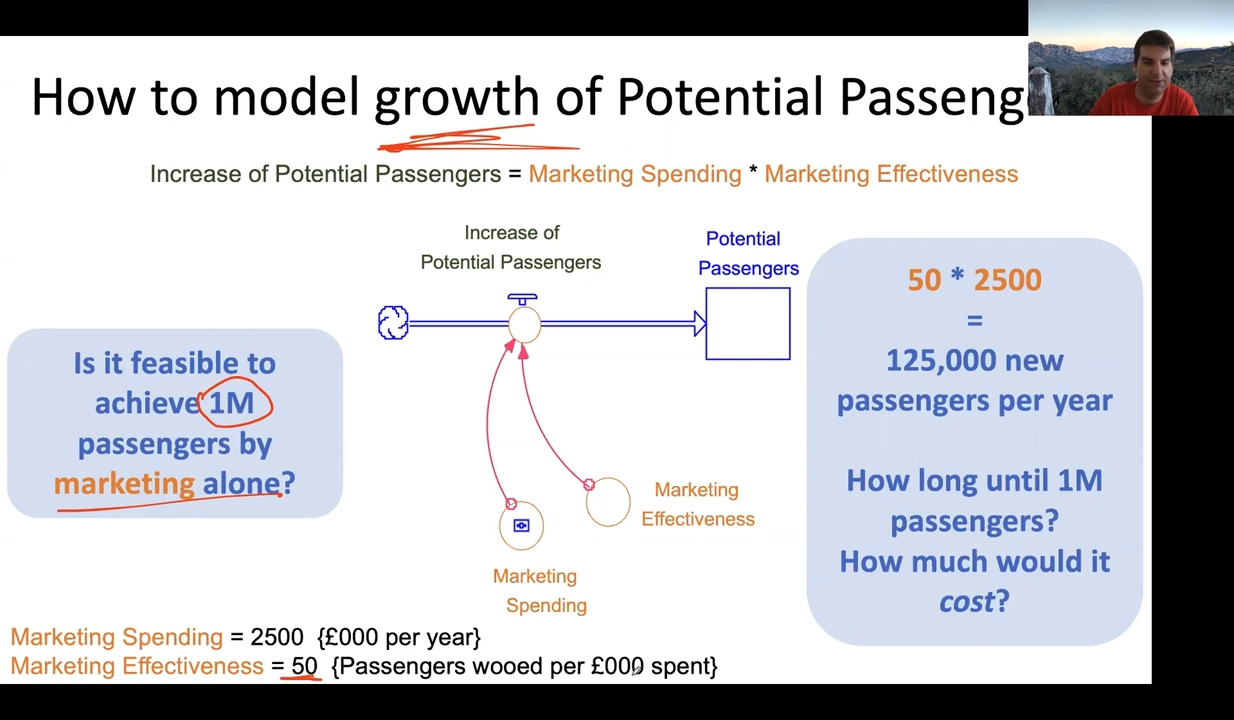 How to model growth of Potential Passeng
Increase of Potential Passengers = Marketing Spending * Marketing Effectiveness
Increase of
Potential Passengers
Potential
Passengers
50 * 2500
=
125,000 new
passengers per year
How long until 1M
passengers?
How much would it
cost?
Is it feasible to
achieve 1M
passengers by
marketing alone?
Marketing
Effectiveness
Marketing
Spending
Marketing Spending = 2500 {£000 per year}
Marketing Effectiveness = 50 {Passengers wooed per £000 spent}